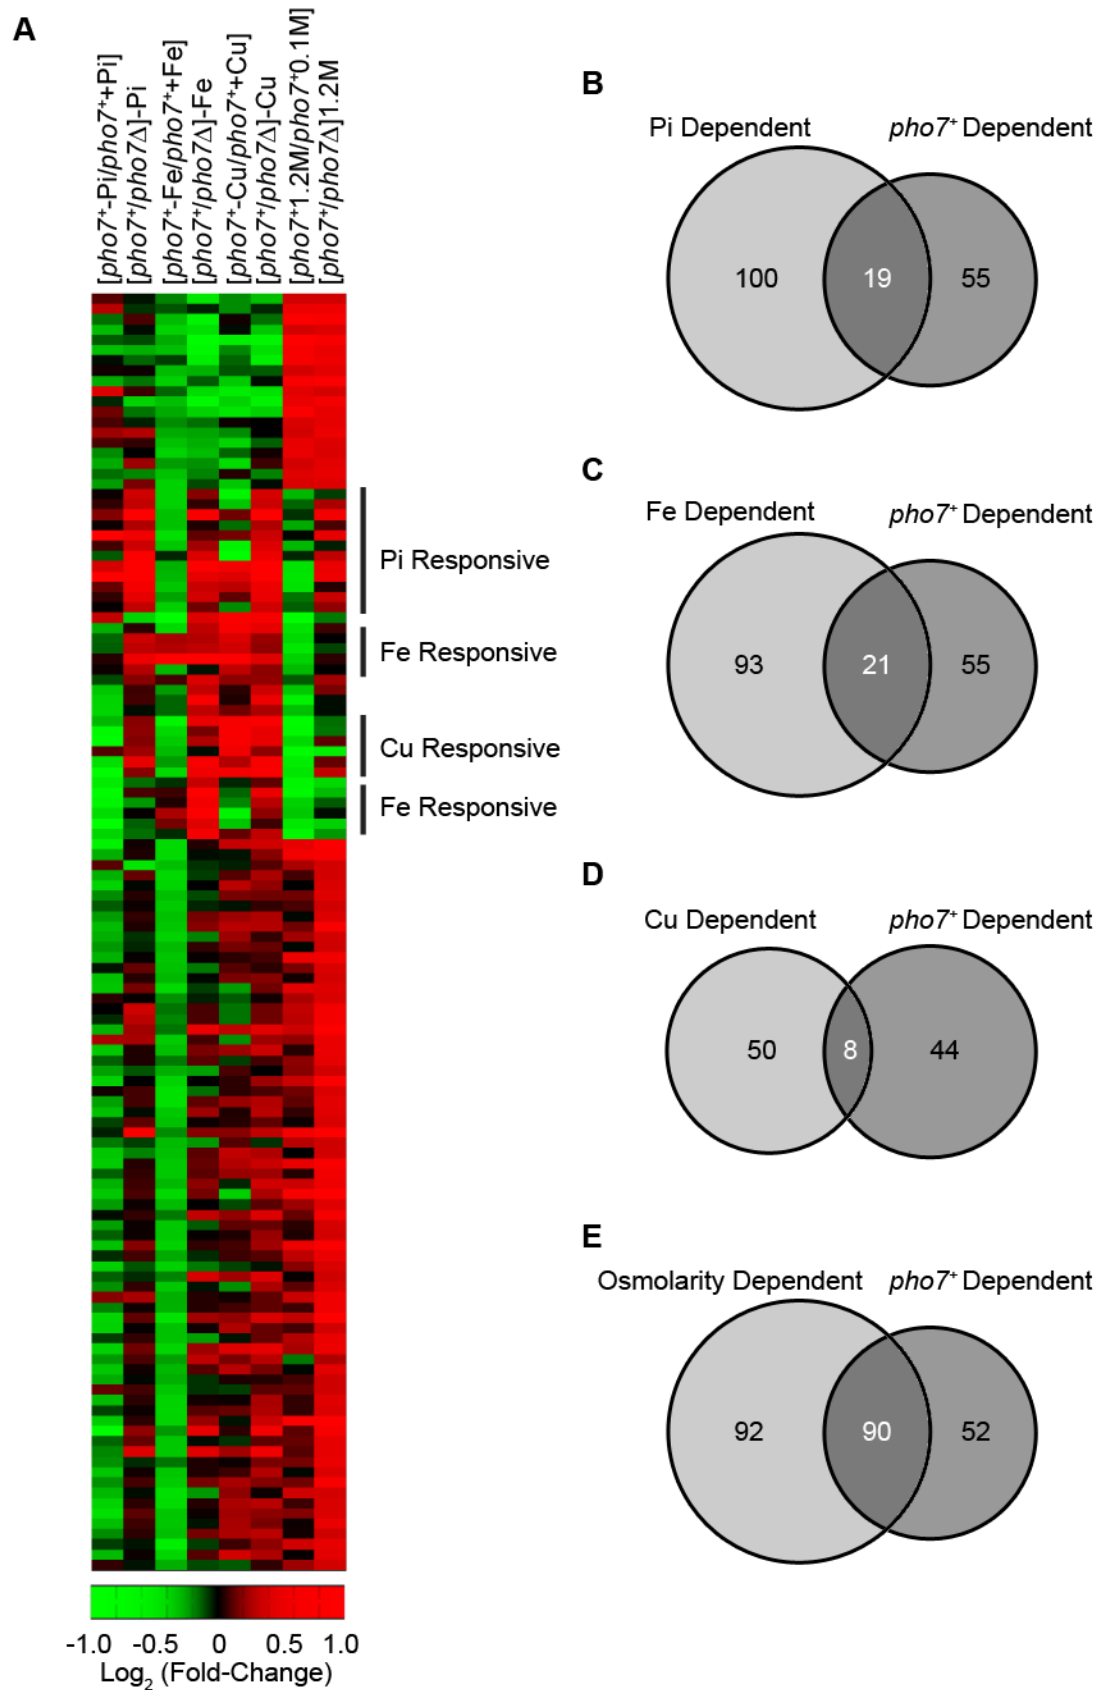 A
[pho7⁺-Pi/pho7⁺+Pi]
[pho7⁺/pho7Δ]-Pi
[pho7⁺-Fe/pho7⁺+Fe]
[pho7⁺/pho7Δ]-Fe
[pho7⁺-Cu/pho7⁺+Cu]
[pho7⁺/pho7Δ]-Cu
[pho7⁺1.2M/pho7⁺0.1M]
[pho7⁺/pho7Δ]1.2M
Pi Responsive
Fe Responsive
Cu Responsive
Fe Responsive
-1.0 -0.5 0 0.5 1.0
Log₂ (Fold-Change)
B
Pi Dependent pho7⁺ Dependent
100 19 55
C
Fe Dependent pho7⁺ Dependent
93 21 55
D
Cu Dependent pho7⁺ Dependent
50 8 44
E
Osmolarity Dependent pho7⁺ Dependent
92 90 52